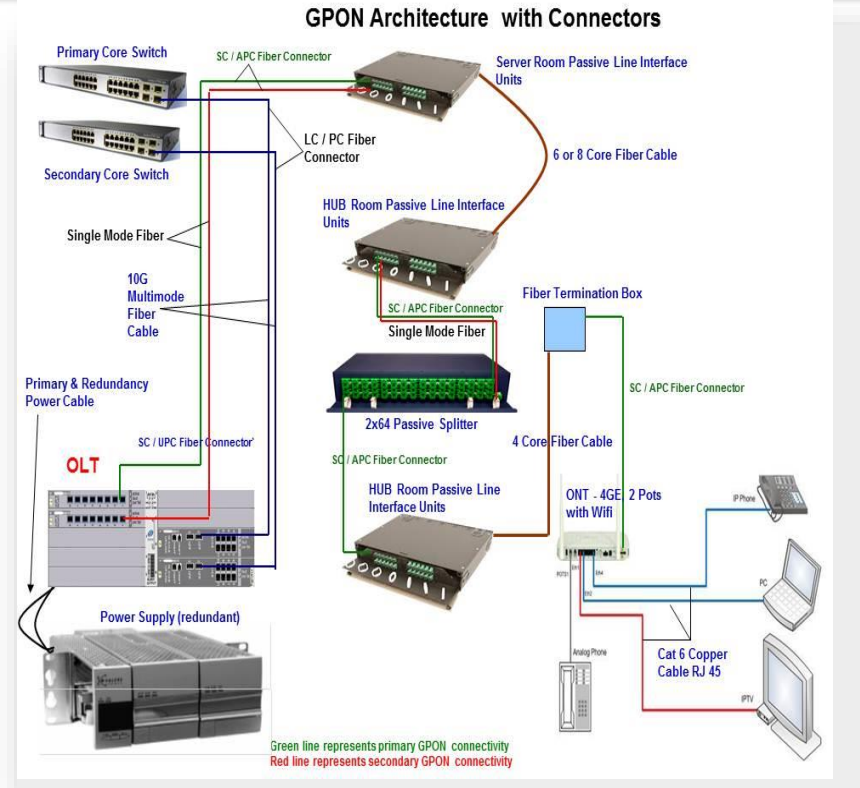 GPON Architecture with Connectors
Primary Core Switch
SC / APC Fiber Connector
Server Room Passive Line Interface
Units
LC / PC Fiber
Connector
6 or 8 Core Fiber Cable
Secondary Core Switch
HUB Room Passive Line Interface
Units
Single Mode Fiber
10G
Multimode
Fiber
Cable
Fiber Termination Box
SC / APC Fiber Connector
Single Mode Fiber
Primary & Redundancy
Power Cable
SC / APC Fiber Connector
2x64 Passive Splitter
SC / UPC Fiber Connector'
4 Core Fiber Cable
OLT
SC / APC Fiber Connector
HUB Room Passive Line
Interface Units
ONT - 4GE, 2 Pots
with Wifi
IP Phone
POTS1
Eth1
Eth2
Eth4
PC
Power Supply (redundant)
Analog Phone
Cat 6 Copper
Cable RJ 45
IPTV
Green line represents primary GPON connectivity
Red line represents secondary GPON connectivity